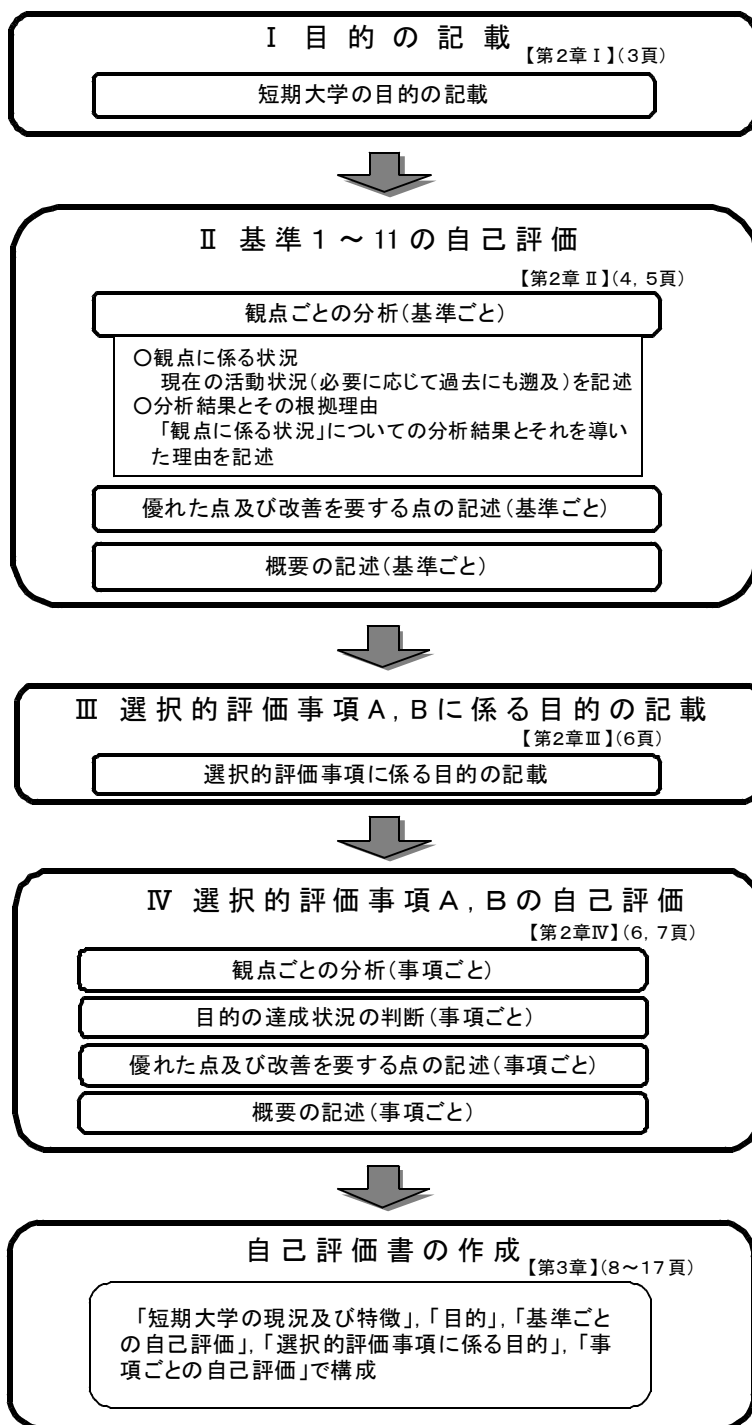 Ⅰ 目的の記載
【第2章Ⅰ】(3頁)
短期大学の目的の記載
Ⅱ 基準1～11の自己評価
【第2章Ⅱ】(4, 5頁)
観点ごとの分析(基準ごと)
○観点に係る状況
現在の活動状況(必要に応じて過去にも遡及)を記述
○分析結果とその根拠理由
「観点に係る状況」についての分析結果とそれを導い
た理由を記述
優れた点及び改善を要する点の記述(基準ごと)
概要の記述(基準ごと)
Ⅲ 選択的評価事項A,Bに係る目的の記載
【第2章Ⅲ】(6頁)
選択的評価事項に係る目的の記載
Ⅳ 選択的評価事項A,Bの自己評価
【第2章Ⅳ】(6, 7頁)
観点ごとの分析(事項ごと)
目的の達成状況の判断(事項ごと)
優れた点及び改善を要する点の記述(事項ごと)
概要の記述(事項ごと)
自己評価書の作成
【第3章】(8～17頁)
「短期大学の現況及び特徴」,「目的」,「基準ごと
の自己評価」,「選択的評価事項に係る目的」,「事
項ごとの自己評価」で構成